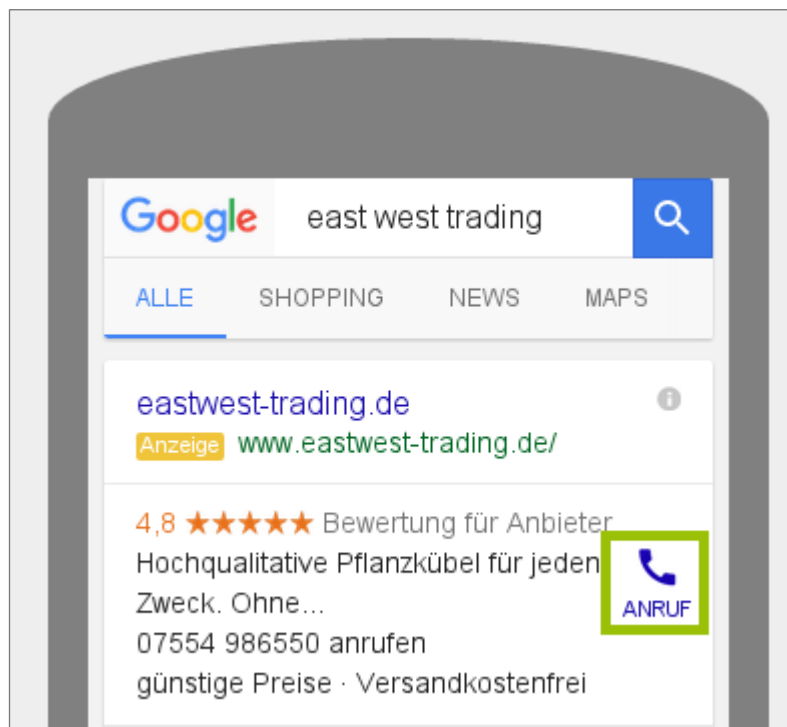 Google east west trading
ALLE SHOPPING NEWS MAPS
eastwest-trading.de
Anzeige www.eastwest-trading.de/
4,8 ★★★★★ Bewertung für Anbieter
Hochqualitative Pflanzkübel für jeden
Zweck. Ohne...
ANRUF
07554 986550 anrufen
günstige Preise · Versandkostenfrei